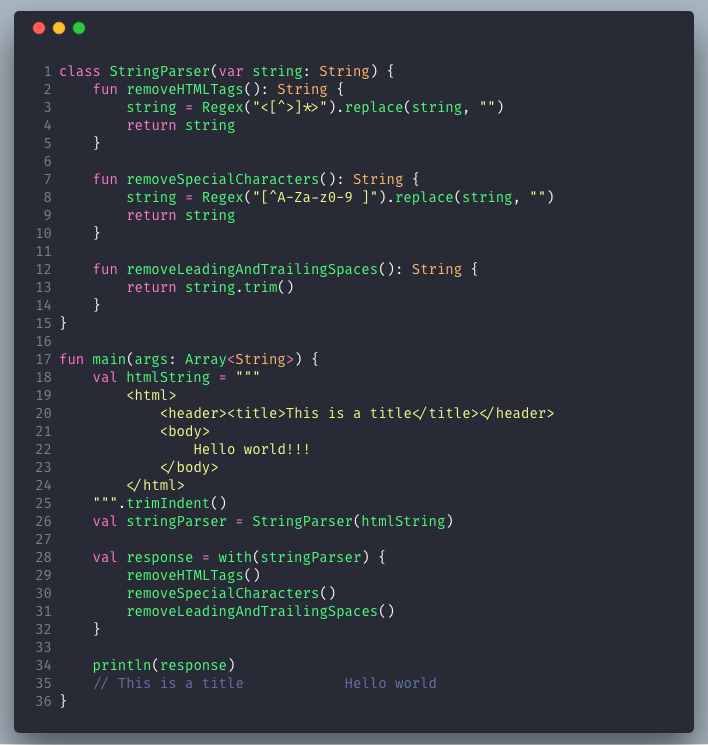 1 class StringParser(var string: String) {
2     fun removeHTMLTags(): String {
3         string = Regex("<[^>]*>").replace(string, "")
4         return string
5     }
6
7     fun removeSpecialCharacters(): String {
8         string = Regex("[^A-Za-z0-9 ]").replace(string, "")
9         return string
10     }
11
12     fun removeLeadingAndTrailingSpaces(): String {
13         return string.trim()
14     }
15 }
16
17 fun main(args: Array<String>) {
18     val htmlString = """
19         <html>
20             <header><title>This is a title</title></header>
21             <body>
22                 Hello world!!!
23             </body>
24         </html>
25     """.trimIndent()
26     val stringParser = StringParser(htmlString)
27
28     val response = with(stringParser) {
29         removeHTMLTags()
30         removeSpecialCharacters()
31         removeLeadingAndTrailingSpaces()
32     }
33
34     println(response)
35     // This is a title            Hello world
36 }